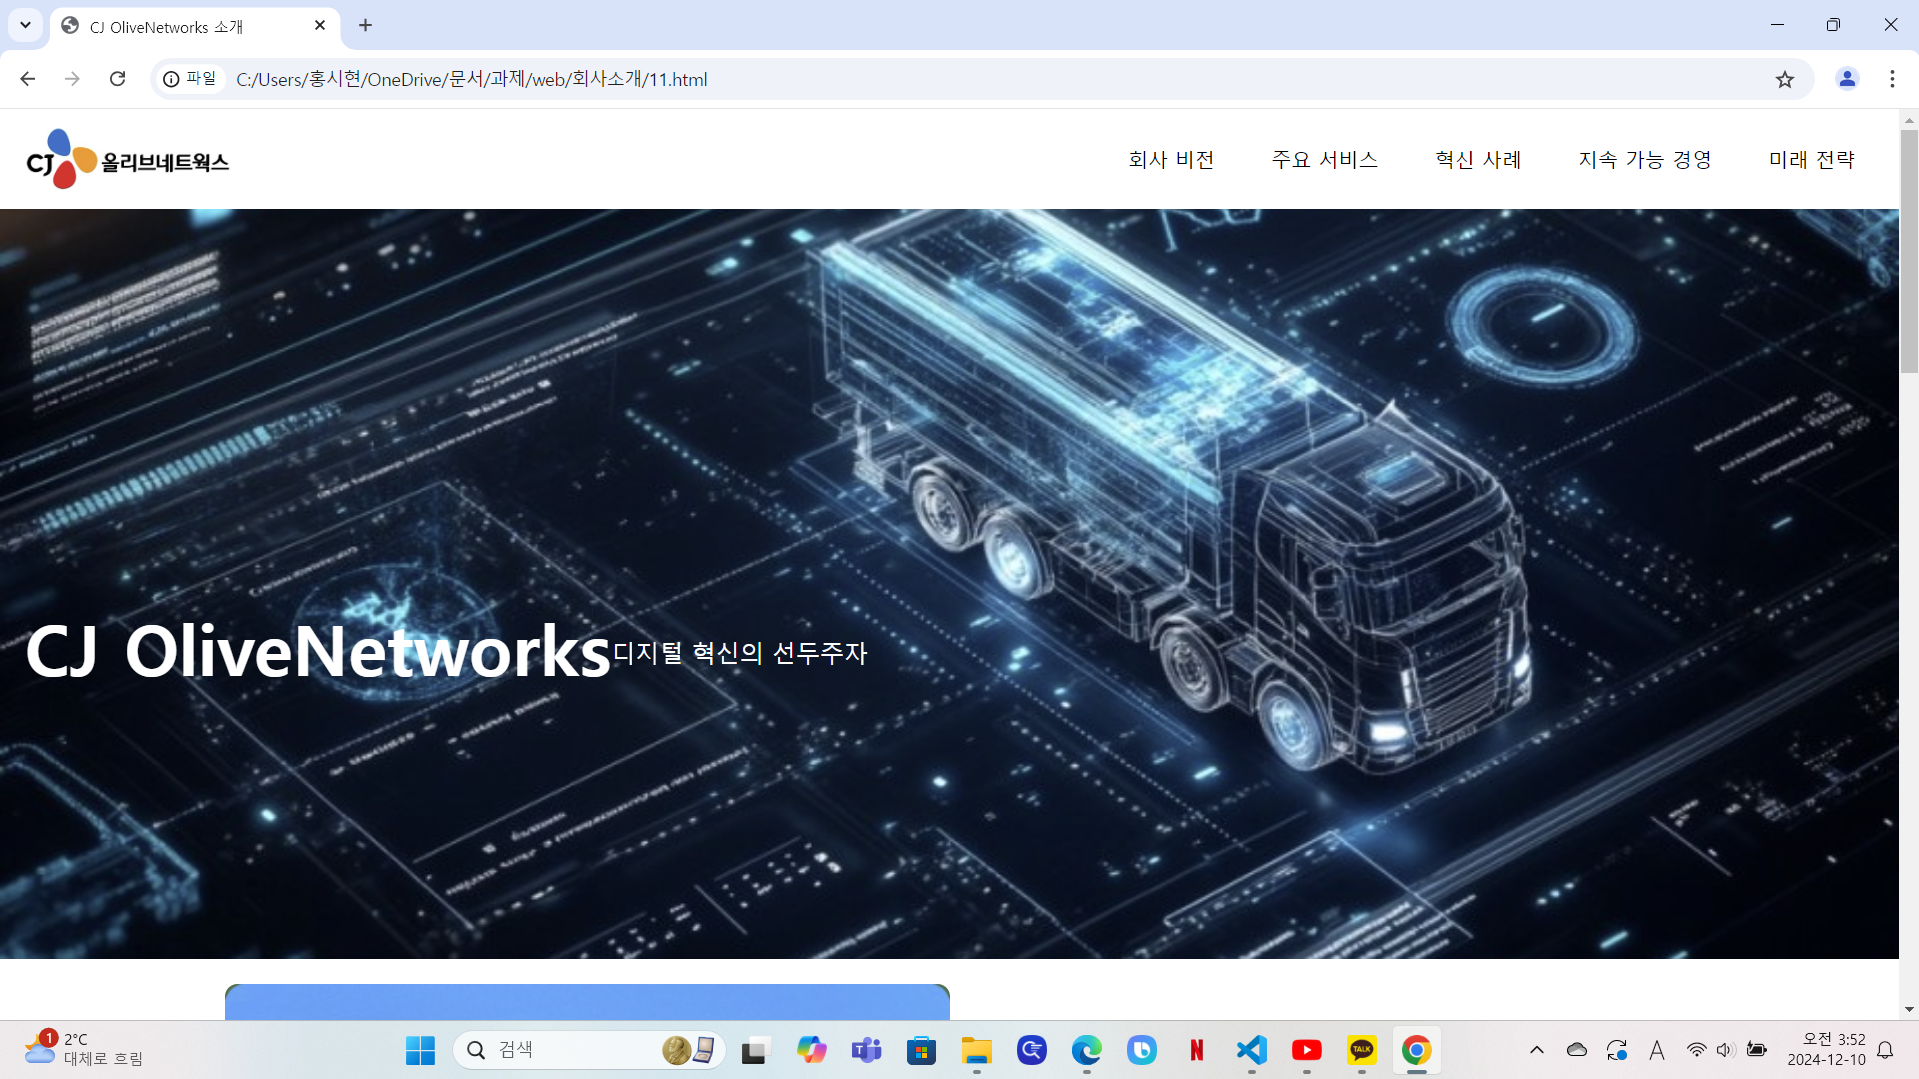 CJ OliveNetworks 소개
파일 C:/Users/홍시현/OneDrive/문서/과제/web/회사소개/11.html
CJ 올리브네트웍스
회사 비전 주요 서비스 혁신 사례 지속 가능 경영 미래 전략
CJ OliveNetworks디지털 혁신의 선두주자
1
2°C
대체로 흐림
검색
T
N
TALK
A
오전 3:52
2024-12-10